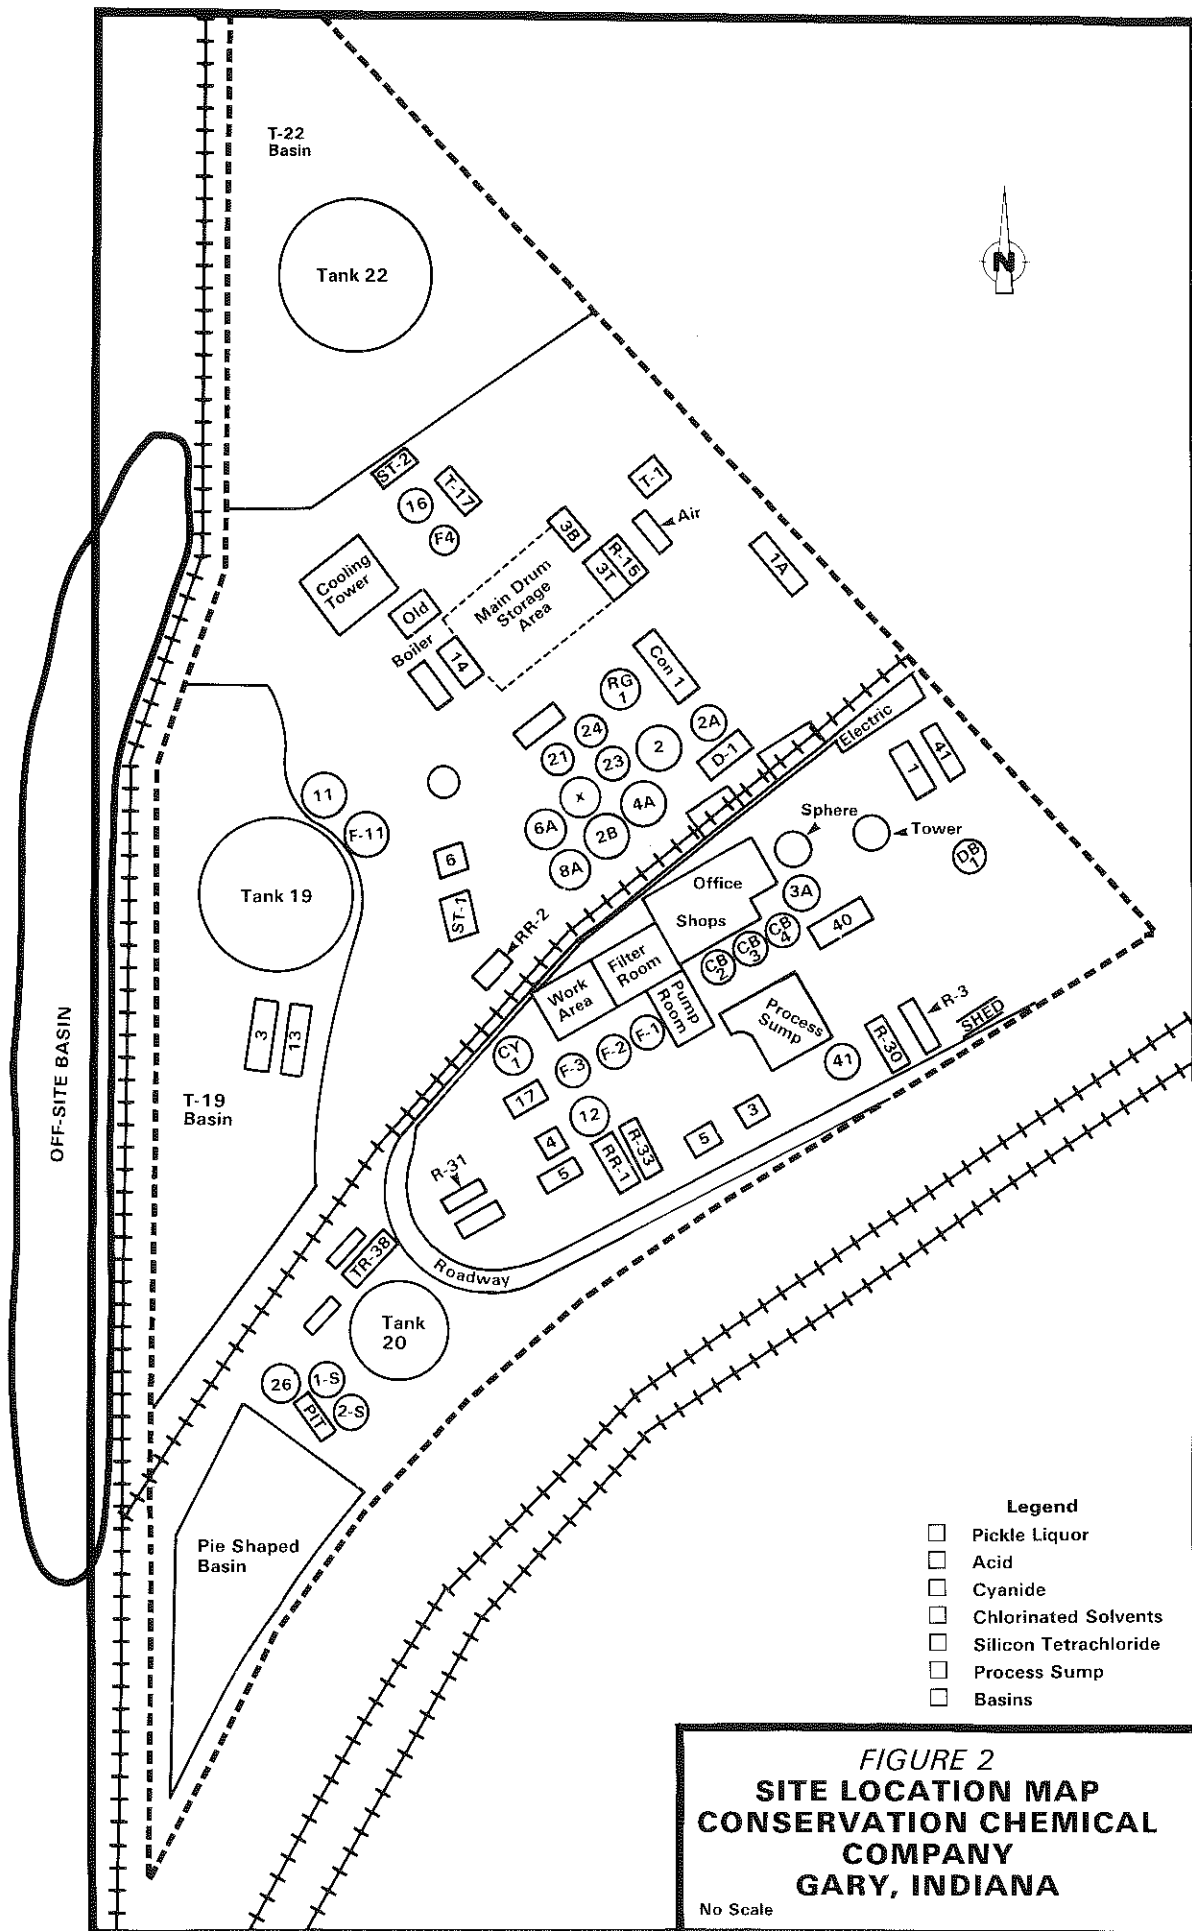 T-22
Basin
Tank 22
N
ST-2
T-17
16
F4
T-1
Air
3B
R-15
3T
1A
Cooling
Tower
Old
Boiler
14
Main Drum
Storage
Area
Con 1
RG
1
24
2
2A
D-1
21
23
x
4A
6A
2B
8A
Electric
1
41
Sphere
Tower
DB
1
11
F-11
6
ST-1
Tank 19
RR-2
Office
Shops
3A
CB
4
CB
3
CB
2
40
Filter
Room
Work
Area
Pump
Room
Process
Sump
R-3
SHED
R-30
41
3
13
CY
1
F-3
F-2
F-1
17
12
4
5
RR-1
R-33
5
3
T-19
Basin
OFF-SITE BASIN
R-31
TR-38
Roadway
Tank
20
26
1-S
2-S
PIT
Pie Shaped
Basin
Legend
Pickle Liquor
Acid
Cyanide
Chlorinated Solvents
Silicon Tetrachloride
Process Sump
Basins
FIGURE 2
SITE LOCATION MAP
CONSERVATION CHEMICAL
COMPANY
GARY, INDIANA
No Scale